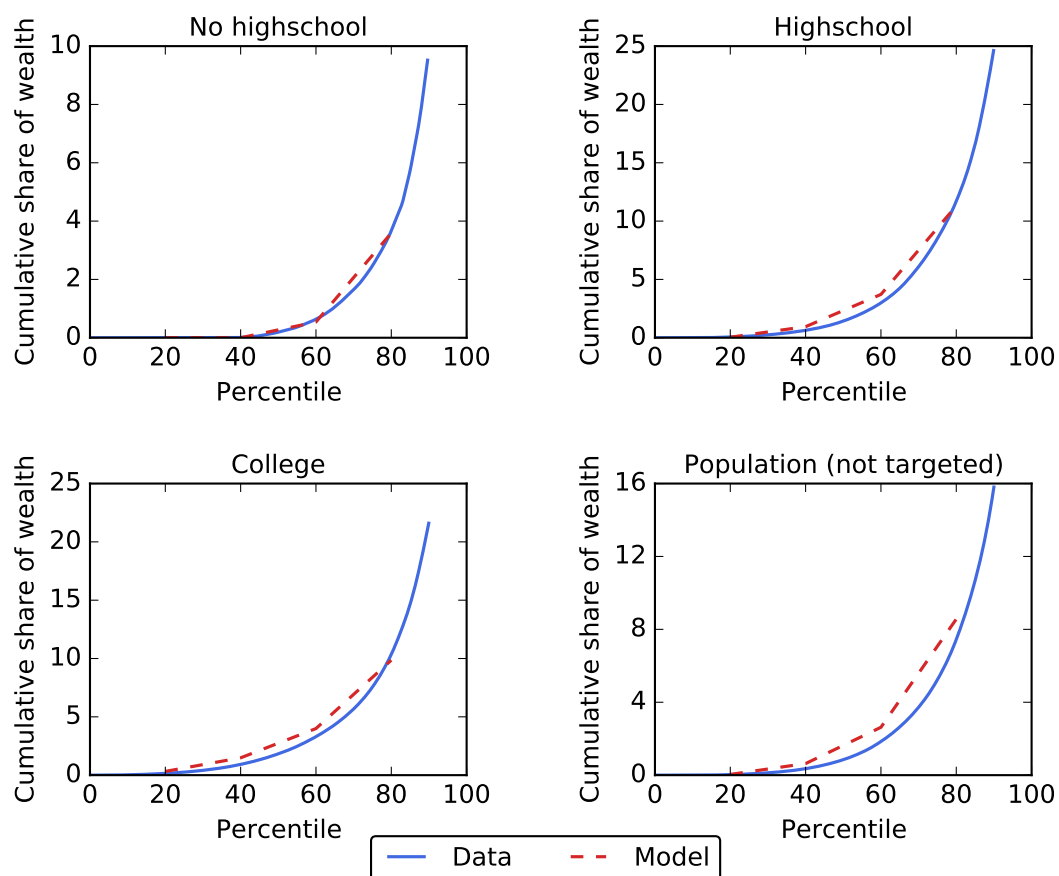 No highschool
Cumulative share of wealth
10
8
6
4
2
0
0 20 40 60 80 100
Percentile
Highschool
Cumulative share of wealth
25
20
15
10
5
0
0 20 40 60 80 100
Percentile
College
Cumulative share of wealth
25
20
15
10
5
0
0 20 40 60 80 100
Percentile
Population (not targeted)
Cumulative share of wealth
16
12
8
4
0
0 20 40 60 80 100
Percentile
Data Model